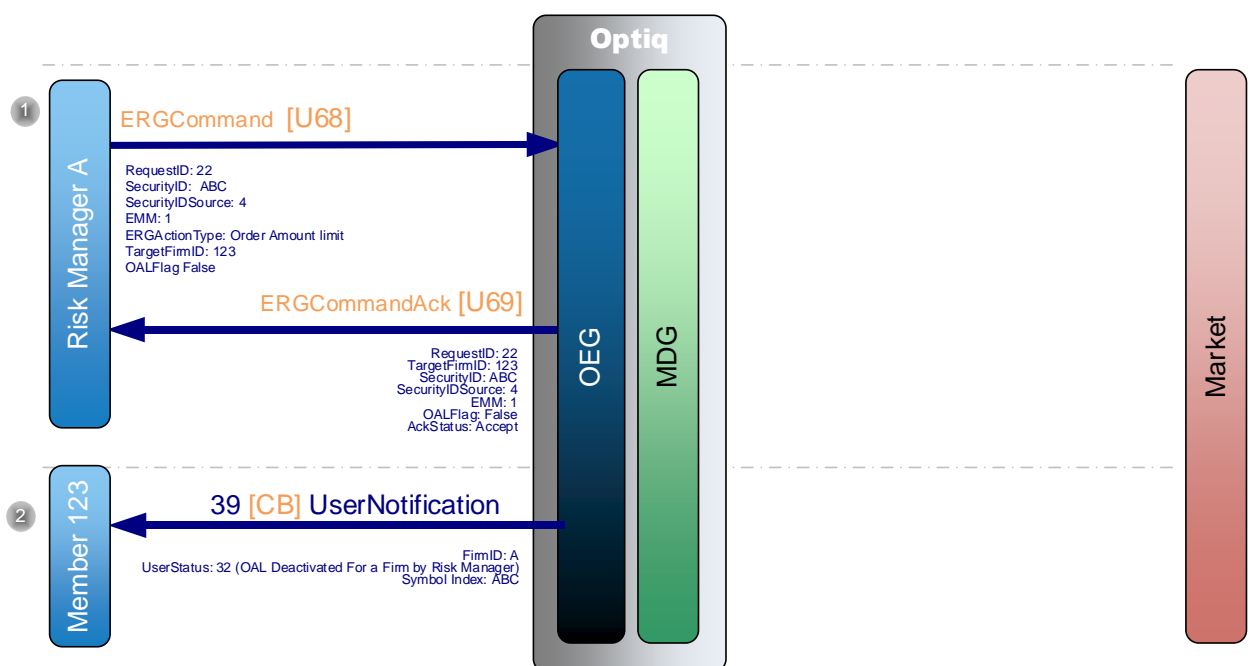 Optiq
1
Risk Manager A
ERGCommand [U68]
RequestID: 22
SecurityID: ABC
SecurityIDSource: 4
EMM: 1
ERGActionType: Order Amount limit
TargetFirmID: 123
OALFlag False
ERGCommandAck [U69]
RequestID: 22
TargetFirmID: 123
SecurityID: ABC
SecurityIDSource: 4
EMM: 1
OALFlag: False
AckStatus: Accept
OEG
MDG
Market
2
Member 123
39 [CB] UserNotification
FirmID: A
UserStatus: 32 (OAL Deactivated For a Firm by Risk Manager)
Symbol Index: ABC